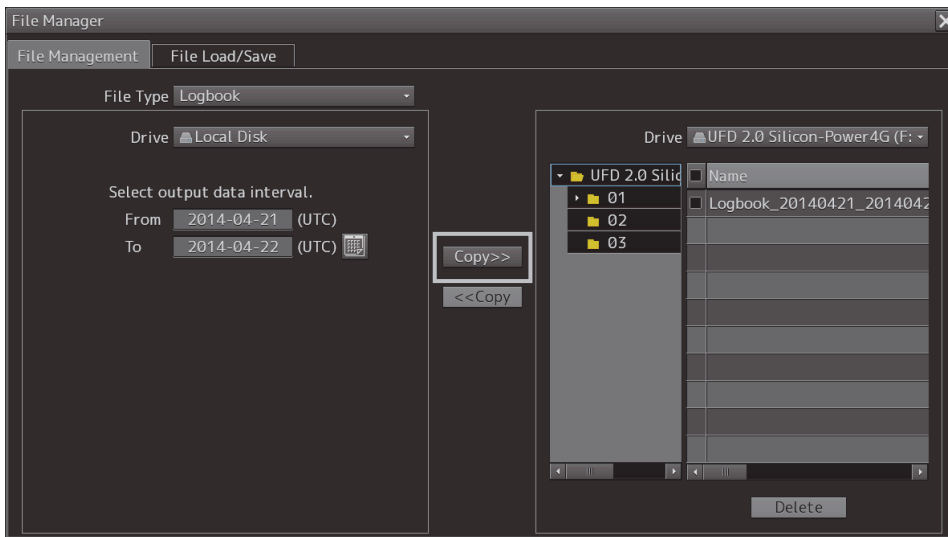 File Manager
File Management File Load/Save
File Type Logbook
Drive Local Disk
Select output data interval.
From 2014-04-21 (UTC)
To 2014-04-22 (UTC)
Copy>>
<<Copy
Drive UFD 2.0 Silicon-Power4G (F:
UFD 2.0 Silic
01
02
03
Name
Logbook_20140421_2014042
Delete